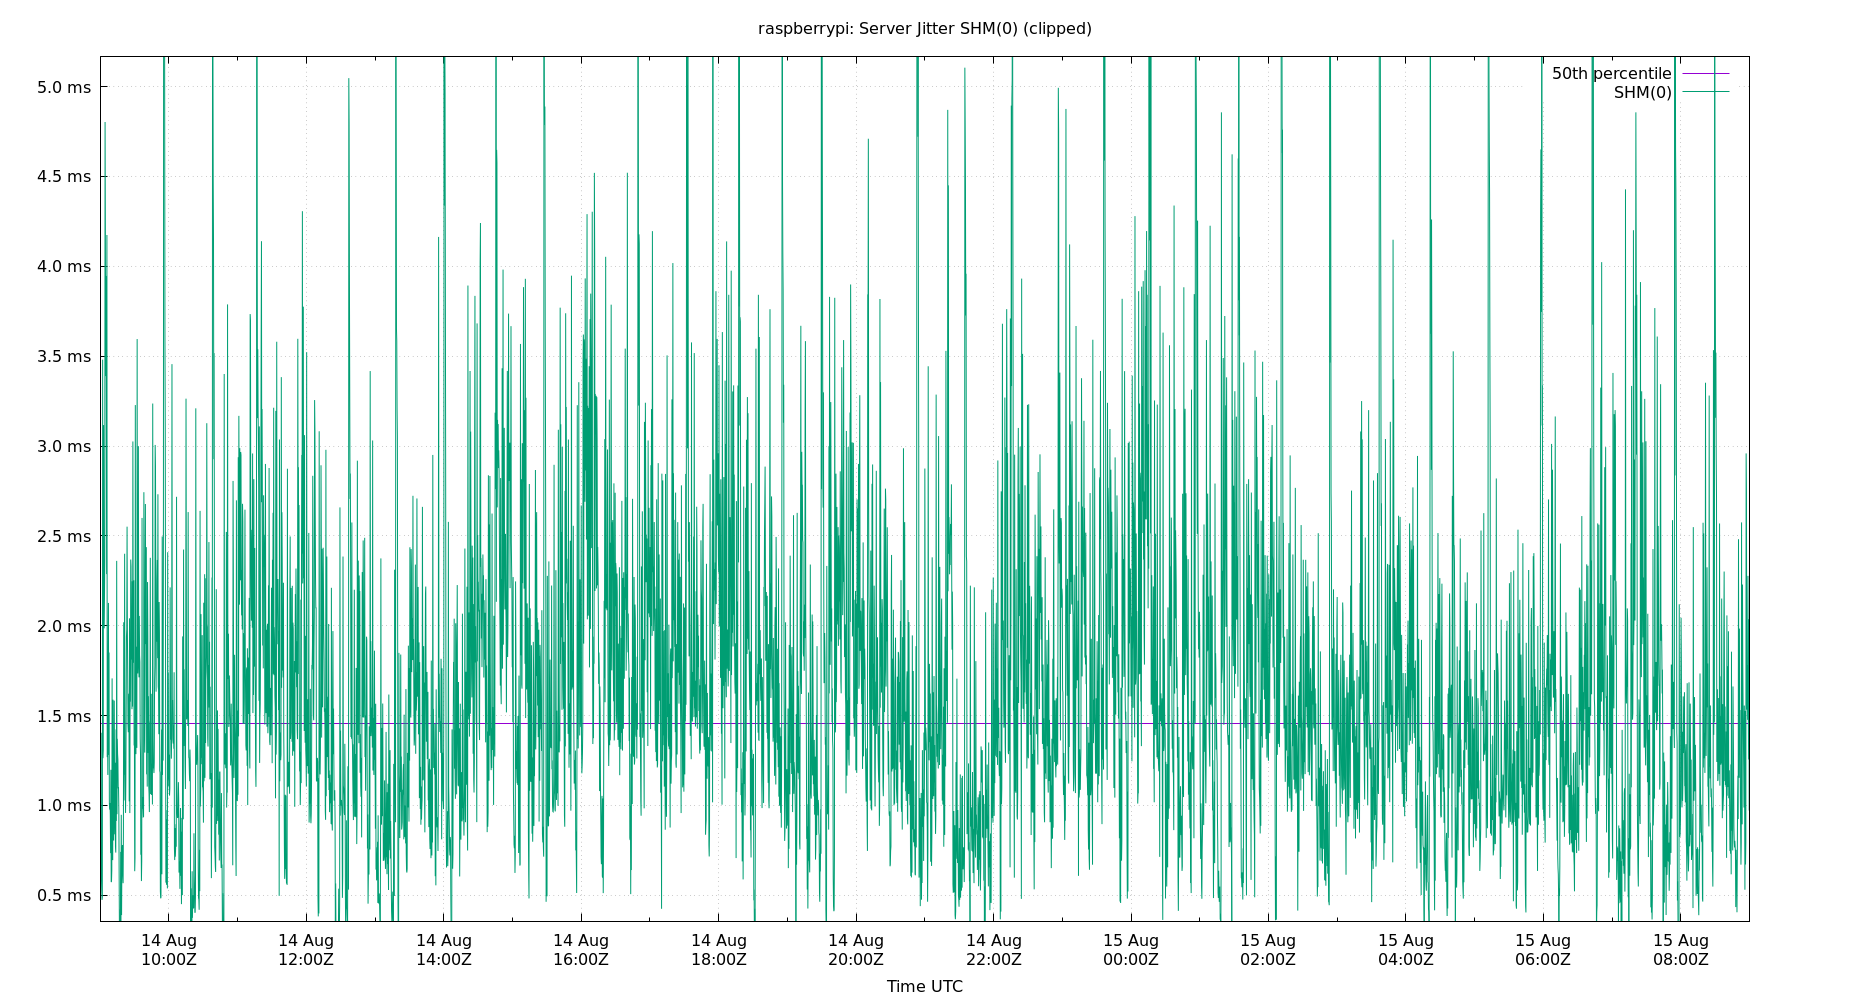 raspberrypi: Server Jitter SHM(0) (clipped)
50th percentile
SHM(0)
5.0 ms
4.5 ms
4.0 ms
3.5 ms
3.0 ms
2.5 ms
2.0 ms
1.5 ms
1.0 ms
0.5 ms
14 Aug 14 Aug 14 Aug 14 Aug 14 Aug 14 Aug 14 Aug 15 Aug 15 Aug 15 Aug 15 Aug 15 Aug
10:00Z 12:00Z 14:00Z 16:00Z 18:00Z 20:00Z 22:00Z 00:00Z 02:00Z 04:00Z 06:00Z 08:00Z
Time UTC